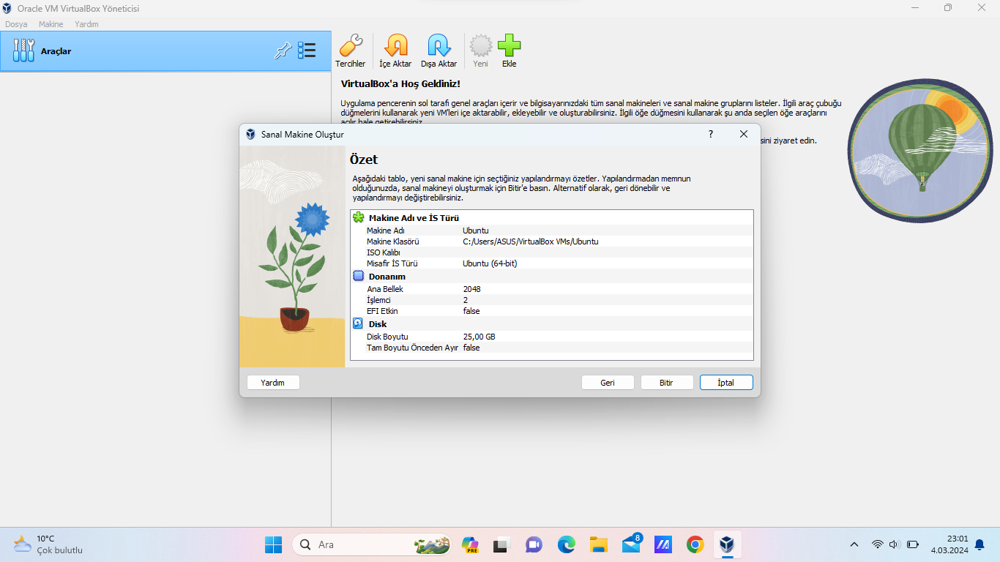 Oracle VM VirtualBox Yöneticisi
Dosya Makine Yardım
Araçlar
Tercihler İçe Aktar Dışa Aktar Yeni Ekle
VirtualBox'a Hoş Geldiniz!
Uygulama pencerenin sol tarafı genel araçları içerir ve bilgisayarınızdaki tüm sanal makineleri ve sanal makine gruplarını listeler. İlgili araç çubuğu
düğmelerini kullanarak yeni VM'leri içe aktarabilir, ekleyebilir ve oluşturabilirsiniz. İlgili öğe düğmesini kullanarak şu anda seçilen öğe araçlarını
açılır hale getirebilirsiniz.
sini ziyaret edin.
Sanal Makine Oluştur
?
Özet
Aşağıdaki tablo, yeni sanal makine için seçtiğiniz yapılandırmayı özetler. Yapılandırmadan memnun
olduğunuzda, sanal makineyi oluşturmak için Bitir'e basın. Alternatif olarak, geri dönebilir ve
yapılandırmayı değiştirebilirsiniz.
Makine Adı ve İS Türü
Makine Adı Ubuntu
Makine Klasörü C:/Users/ASUS/VirtualBox VMs/Ubuntu
ISO Kalıbı
Misafir İS Türü Ubuntu (64-bit)
Donanım
Ana Bellek 2048
İşlemci 2
EFI Etkin false
Disk
Disk Boyutu 25,00 GB
Tam Boyutu Önceden Ayır false
Yardım Geri Bitir İptal
10°C
Çok bulutlu
Ara
PRE
8
23:01
4.03.2024